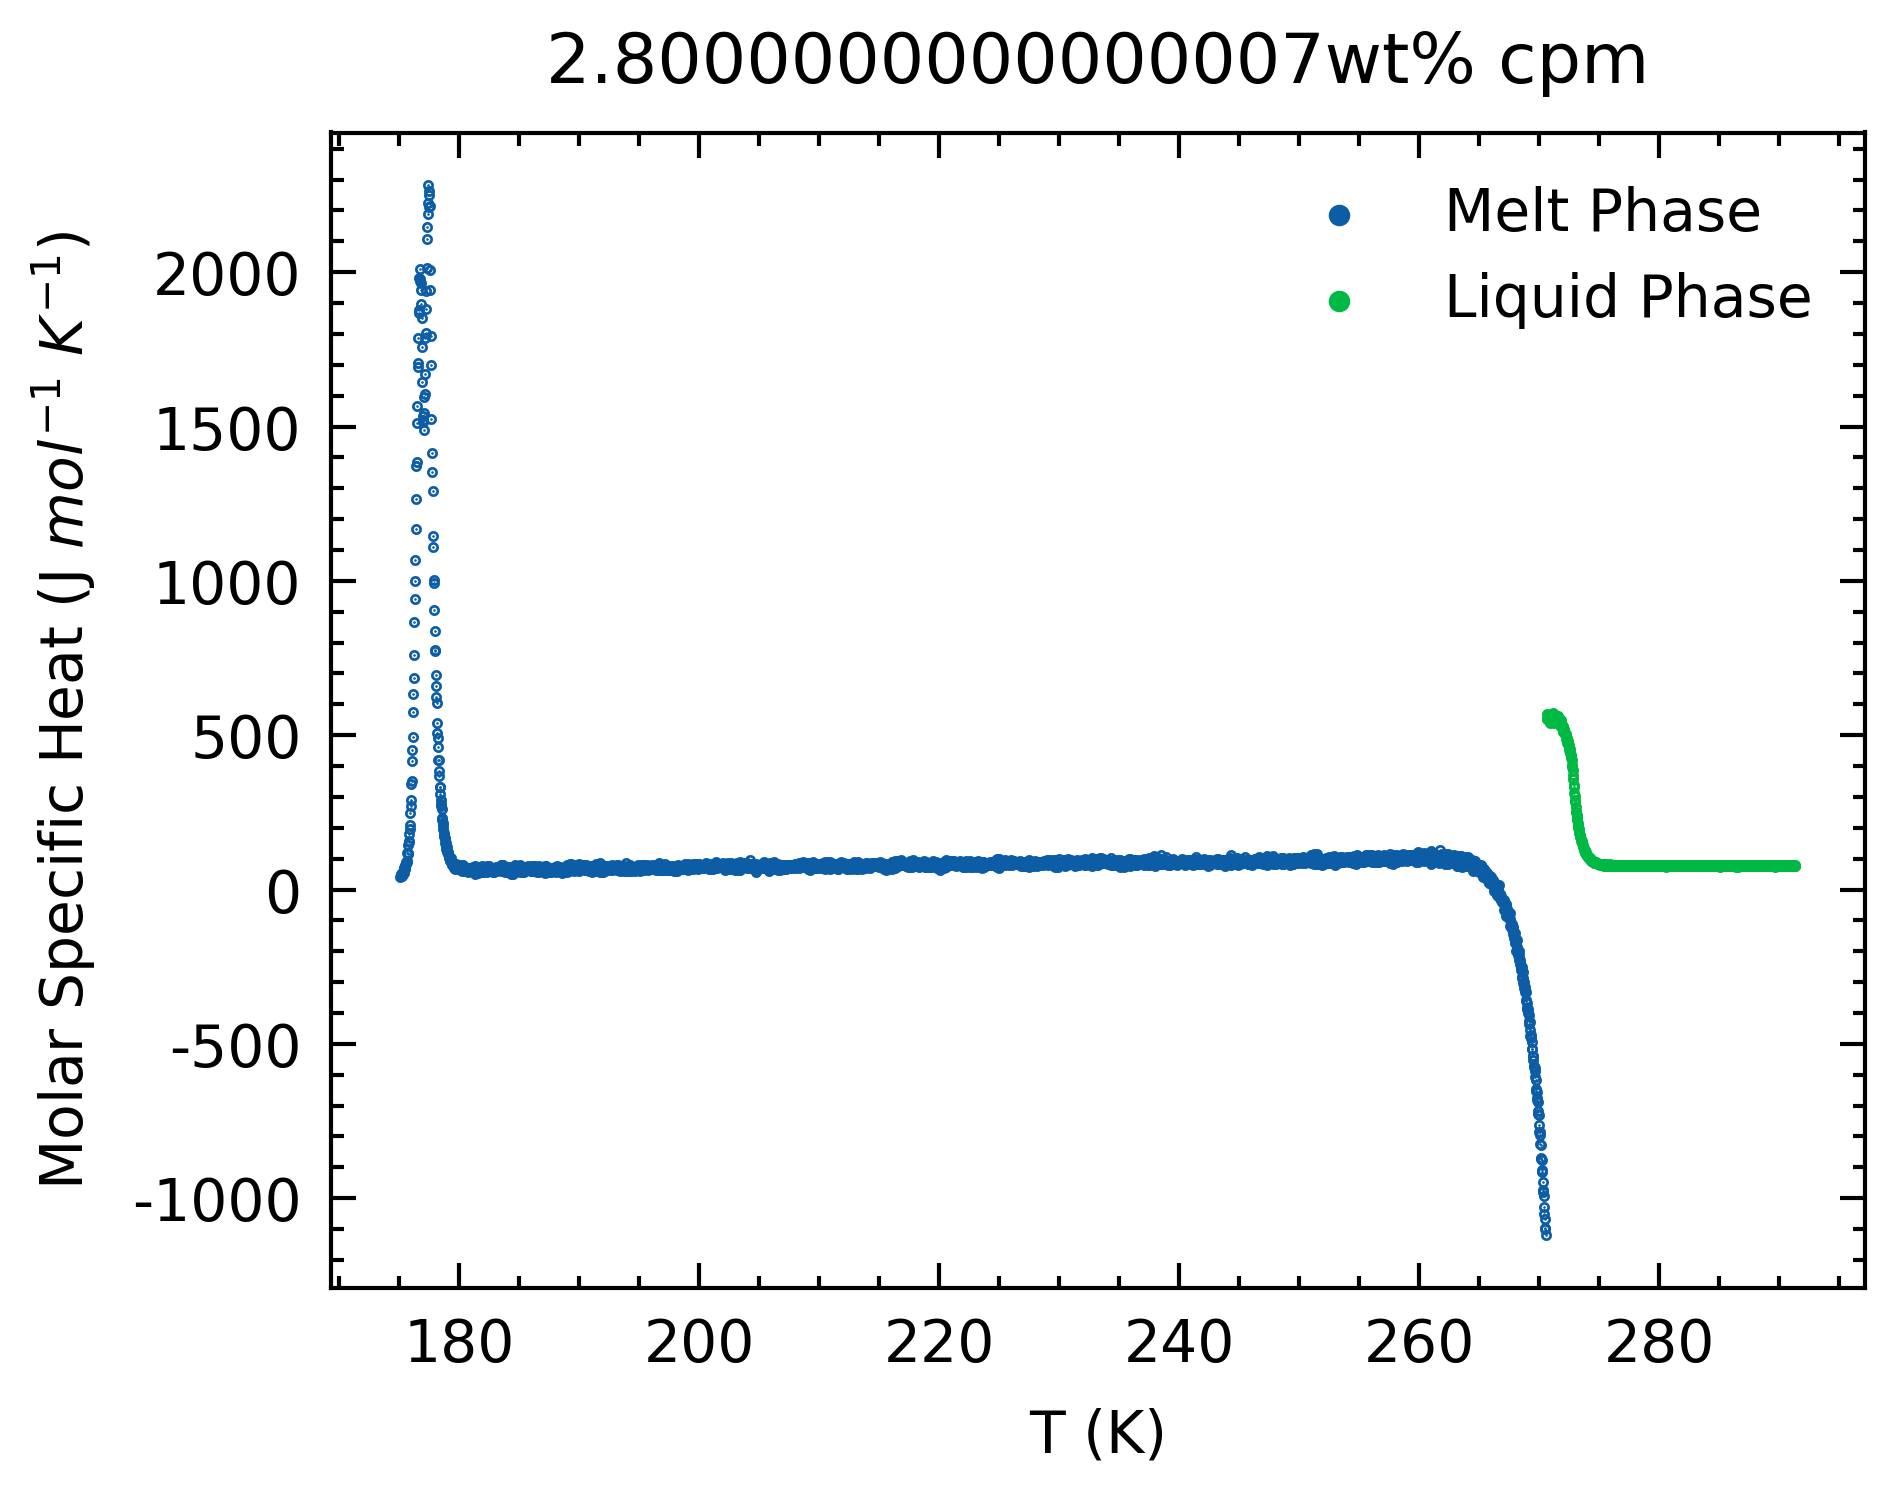 2.8000000000000007wt% cpm
Molar Specific Heat (J mol⁻¹ K⁻¹)
2000
1500
1000
500
0
-500
-1000
Melt Phase
Liquid Phase
180 200 220 240 260 280
T (K)